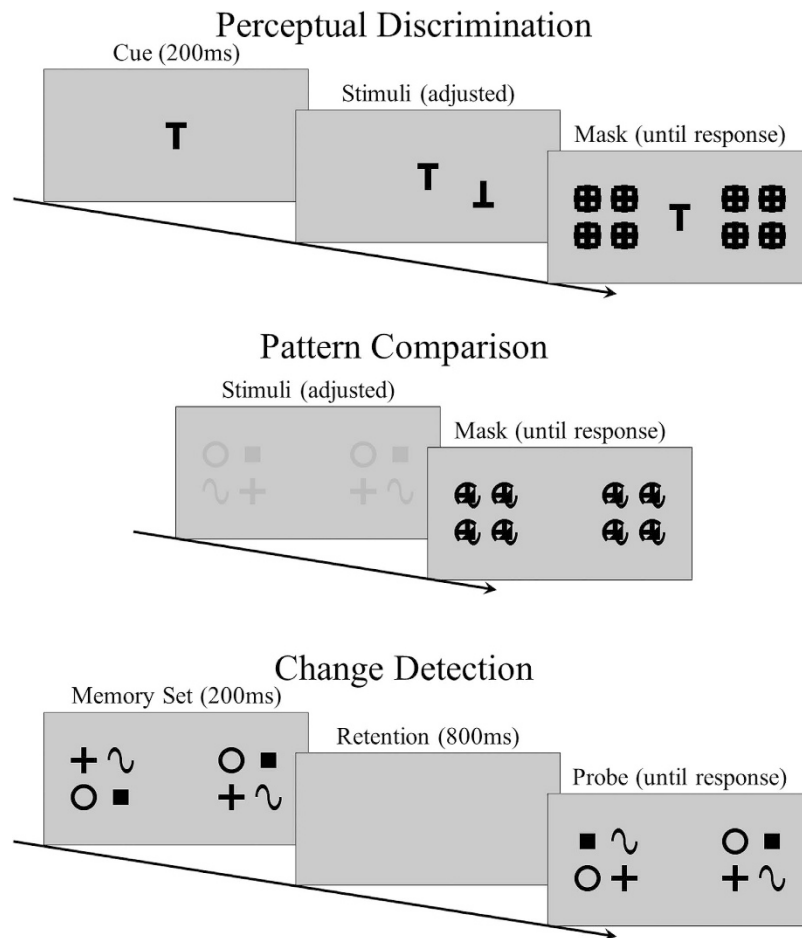 Perceptual Discrimination
Cue (200ms)
Stimuli (adjusted)
Mask (until response)
T
T
T
T
Pattern Comparison
Stimuli (adjusted)
Mask (until response)
Change Detection
Memory Set (200ms)
Retention (800ms)
Probe (until response)